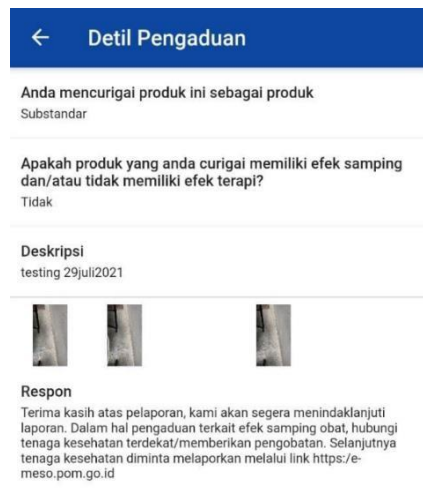 Detil Pengaduan
Anda mencurigai produk ini sebagai produk
Substandar
Apakah produk yang anda curigai memiliki efek samping
dan/atau tidak memiliki efek terapi?
Tidak
Deskripsi
testing 29juli2021
Respon
Terima kasih atas pelaporan, kami akan segera menindaklanjuti
laporan. Dalam hal pengaduan terkait efek samping obat, hubungi
tenaga kesehatan terdekat/memberikan pengobatan. Selanjutnya
tenaga kesehatan diminta melaporkan melalui link https:/e-
meso.pom.go.id